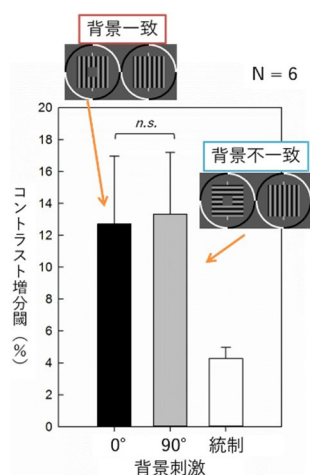 背景一致
N = 6
n.s.
背景不一致
コントラスト増分閾（%）
20
18
16
14
12
10
8
6
4
2
0
0° 90° 統制
背景刺激